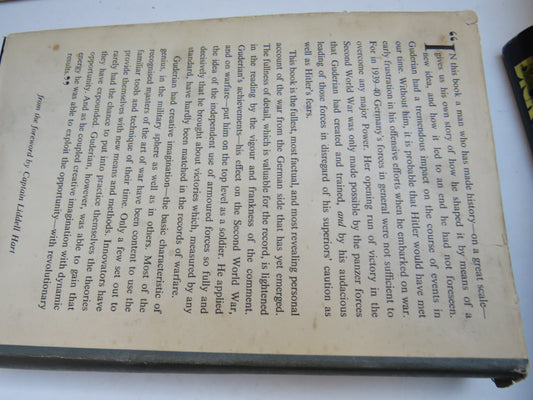 “IN this book a man who has made history—on a great scale—
gives us his own story of how he shaped it by means of a
new idea, and how it led to an end he had not foreseen.
Guderian had a tremendous impact on the course of events in
our time. Without him, it is probable that Hitler would have met
early frustration in his offensive efforts when he embarked on war.
For in 1939-40 Germany's forces in general were not sufficient to
overcome any major Power. Her opening run of victory in the
Second World War was only made possible by the panzer forces
that Guderian had created and trained, and by his audacious
leading of those forces in disregard of his superiors' caution as
well as Hitler's fears.
This book is the fullest, most factual, and most revealing personal
account of the war from the German side that has yet emerged.
The fullness of detail, which is valuable for the record, is lightened
in the reading by the vigour and frankness of the comment.
Guderian's achievement—his effect on the Second World War,
and on warfare—put him on the top level as a soldier. He applied
the idea of the independent use of armoured forces so fully and
decisively that he brought about victories which, measured by any
standard, have hardly been matched in the records of warfare.
Guderian had creative imagination—the basic characteristic of
genius, in the military sphere as well as in others. Most of the
recognised masters of the art of war have been content to use the
familiar tools and technique of their time. Only a few set out to
provide themselves with new means and methods. Innovators have
rarely had the chance to put into practice themselves the theories
they have expounded. Guderian, however, was able to gain that
opportunity. And as he coupled creative imagination with dynamic
energy he was able to exploit the opportunity—with revolutionary
results.”
from the foreword by Captain Liddell Hart